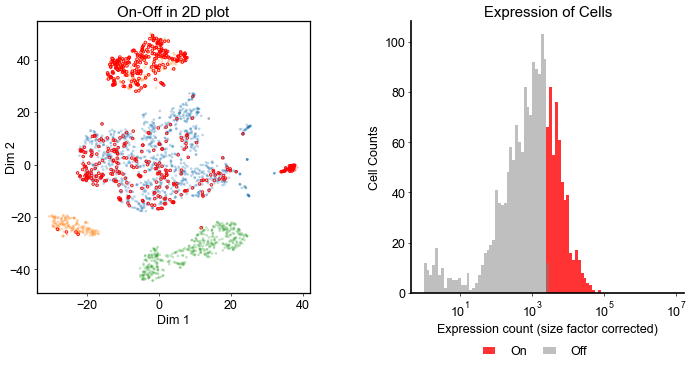 On-Off in 2D plot
40
20
0
−20
−40
Dim 2
−20
0
20
40
Dim 1
Expression of Cells
100
80
60
40
20
0
Cell Counts
10^1
10^3
10^5
10^7
Expression count (size factor corrected)
On
Off